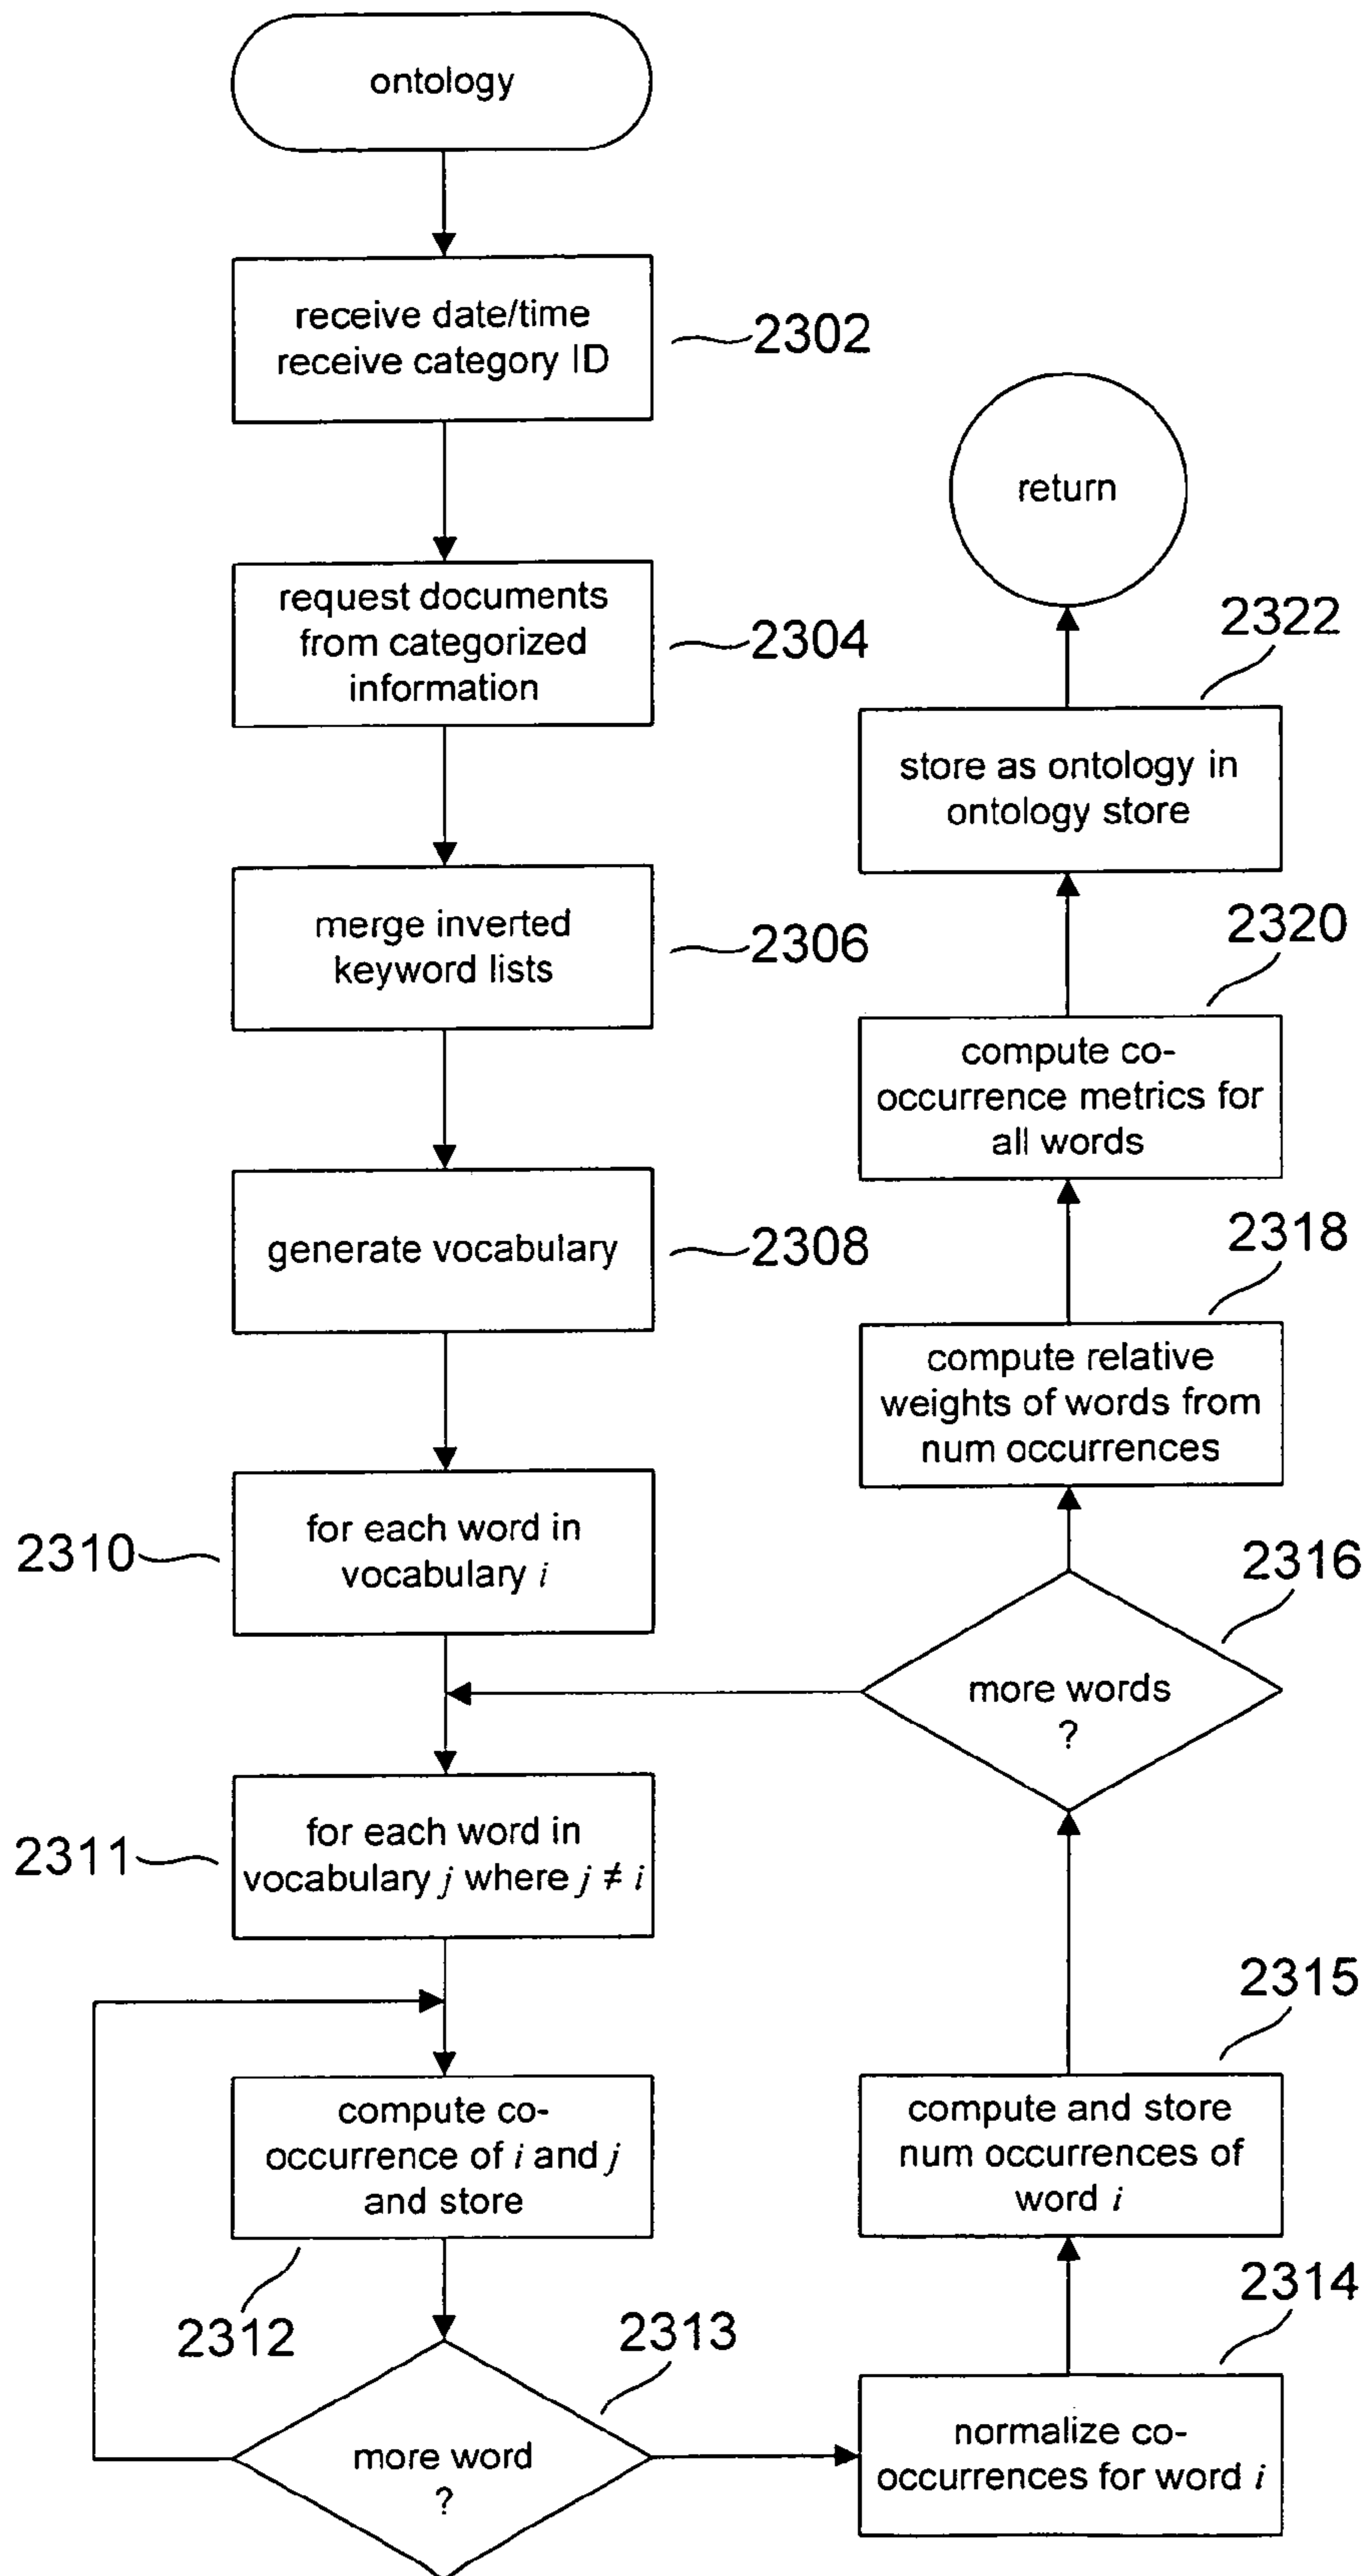 ontology
receive date/time
receive category ID
2302
request documents
from categorized
information
2304
merge inverted
keyword lists
2306
generate vocabulary
2308
for each word in
vocabulary i
2310
for each word in
vocabulary j where j ≠ i
2311
compute co-
occurrence of i and j
and store
2312
more word
?
2313
normalize co-
occurrences for word i
2314
compute and store
num occurrences of
word i
2315
more words
?
2316
compute relative
weights of words from
num occurrences
2318
compute co-
occurrence metrics for
all words
2320
store as ontology in
ontology store
2322
return